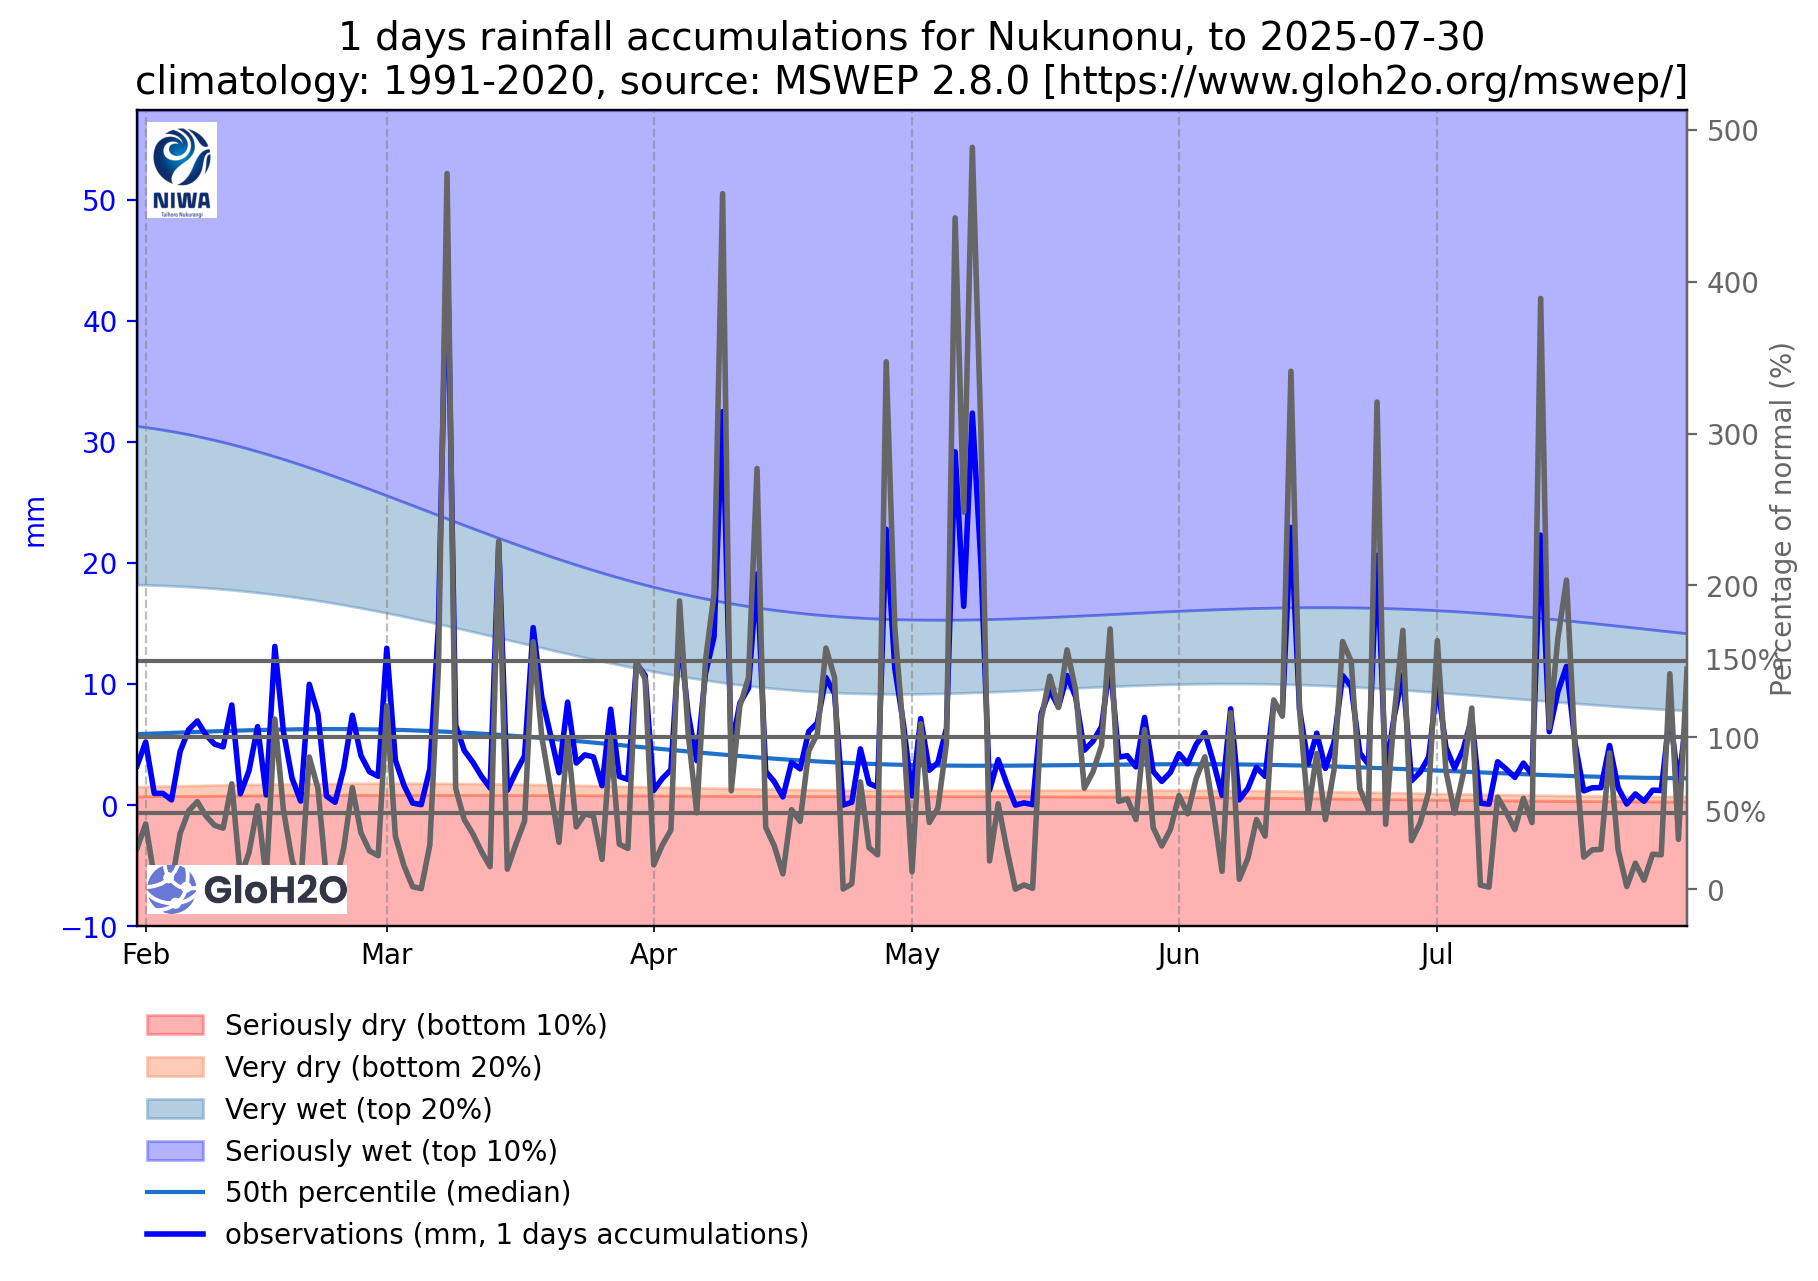 1 days rainfall accumulations for Nukunonu, to 2025-07-30
climatology: 1991-2020, source: MSWEP 2.8.0 [https://www.gloh2o.org/mswep/]
NIWA
Taihoro Nukurangi
mm
50
40
30
20
10
0
−10
500
400
300
200
150%
100
50%
0
Percentage of normal (%)
GloH2O
Feb
Mar
Apr
May
Jun
Jul
Seriously dry (bottom 10%)
Very dry (bottom 20%)
Very wet (top 20%)
Seriously wet (top 10%)
50th percentile (median)
observations (mm, 1 days accumulations)